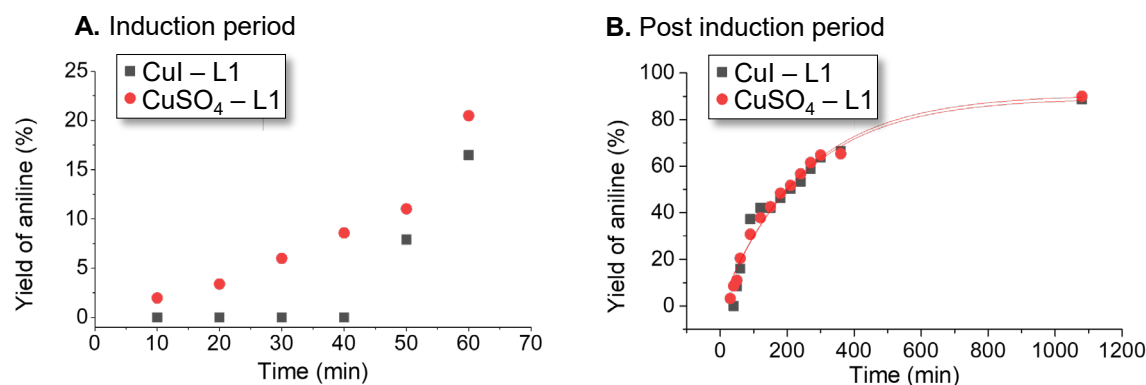 A. Induction period
CuI – L1
CuSO₄ – L1
Yield of aniline (%)
25
20
15
10
5
0
0 10 20 30 40 50 60 70
Time (min)
B. Post induction period
CuI – L1
CuSO₄ – L1
Yield of aniline (%)
100
80
60
40
20
0
0 200 400 600 800 1000 1200
Time (min)